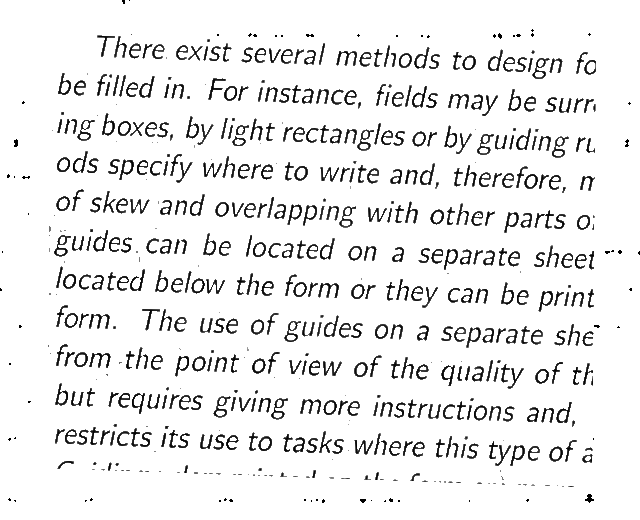 There exist several methods to design fo
be filled in. For instance, fields may be surr
ing boxes, by light rectangles or by guiding ru
ods specify where to write and, therefore, m
of skew and overlapping with other parts o
guides can be located on a separate sheet
located below the form or they can be print
form. The use of guides on a separate she
from the point of view of the quality of th
but requires giving more instructions and,
restricts its use to tasks where this type of a